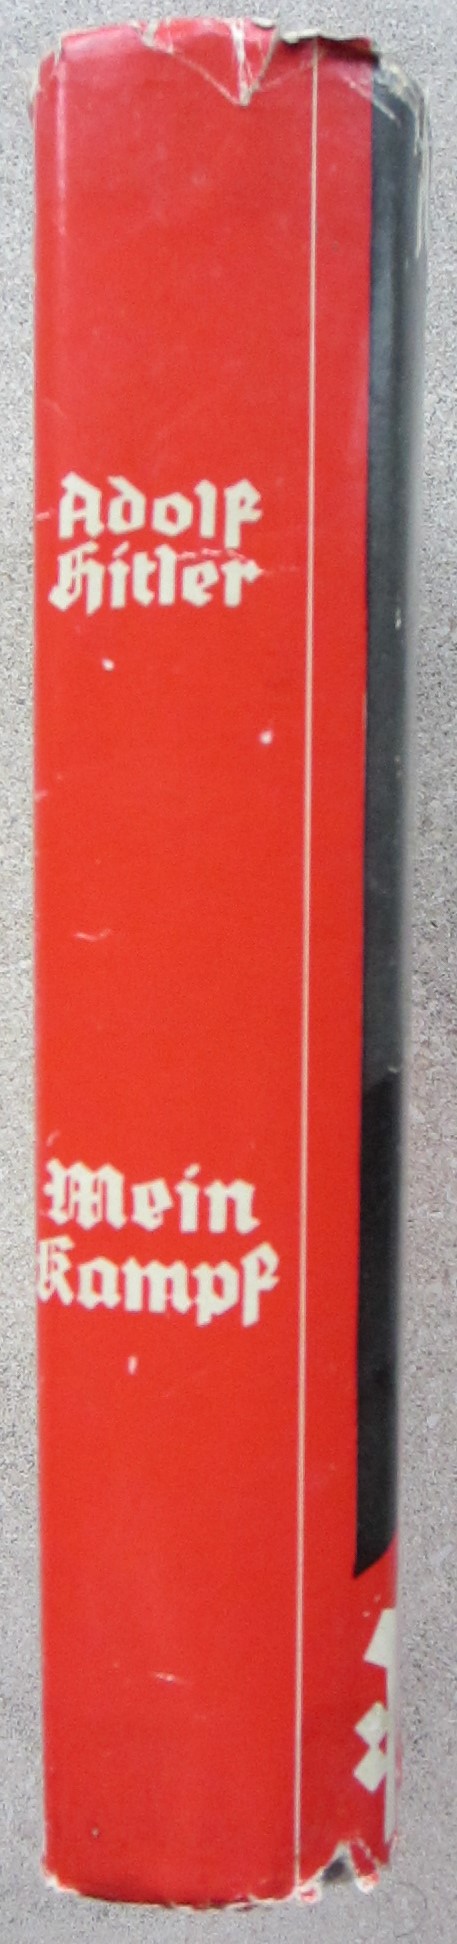 Adolf
Hitler
Mein
Kampf